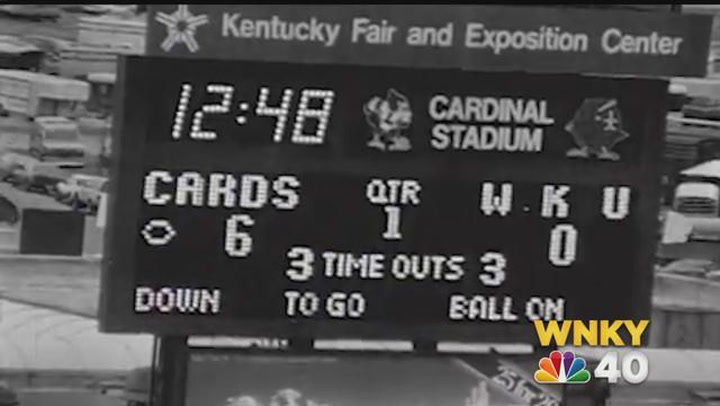 Kentucky Fair and Exposition Center
12:48
CARDINAL
STADIUM
CARDS QTR W.K U
6 1 0
3 TIME OUTS 3
DOWN TO GO BALL ON
WNKY
40